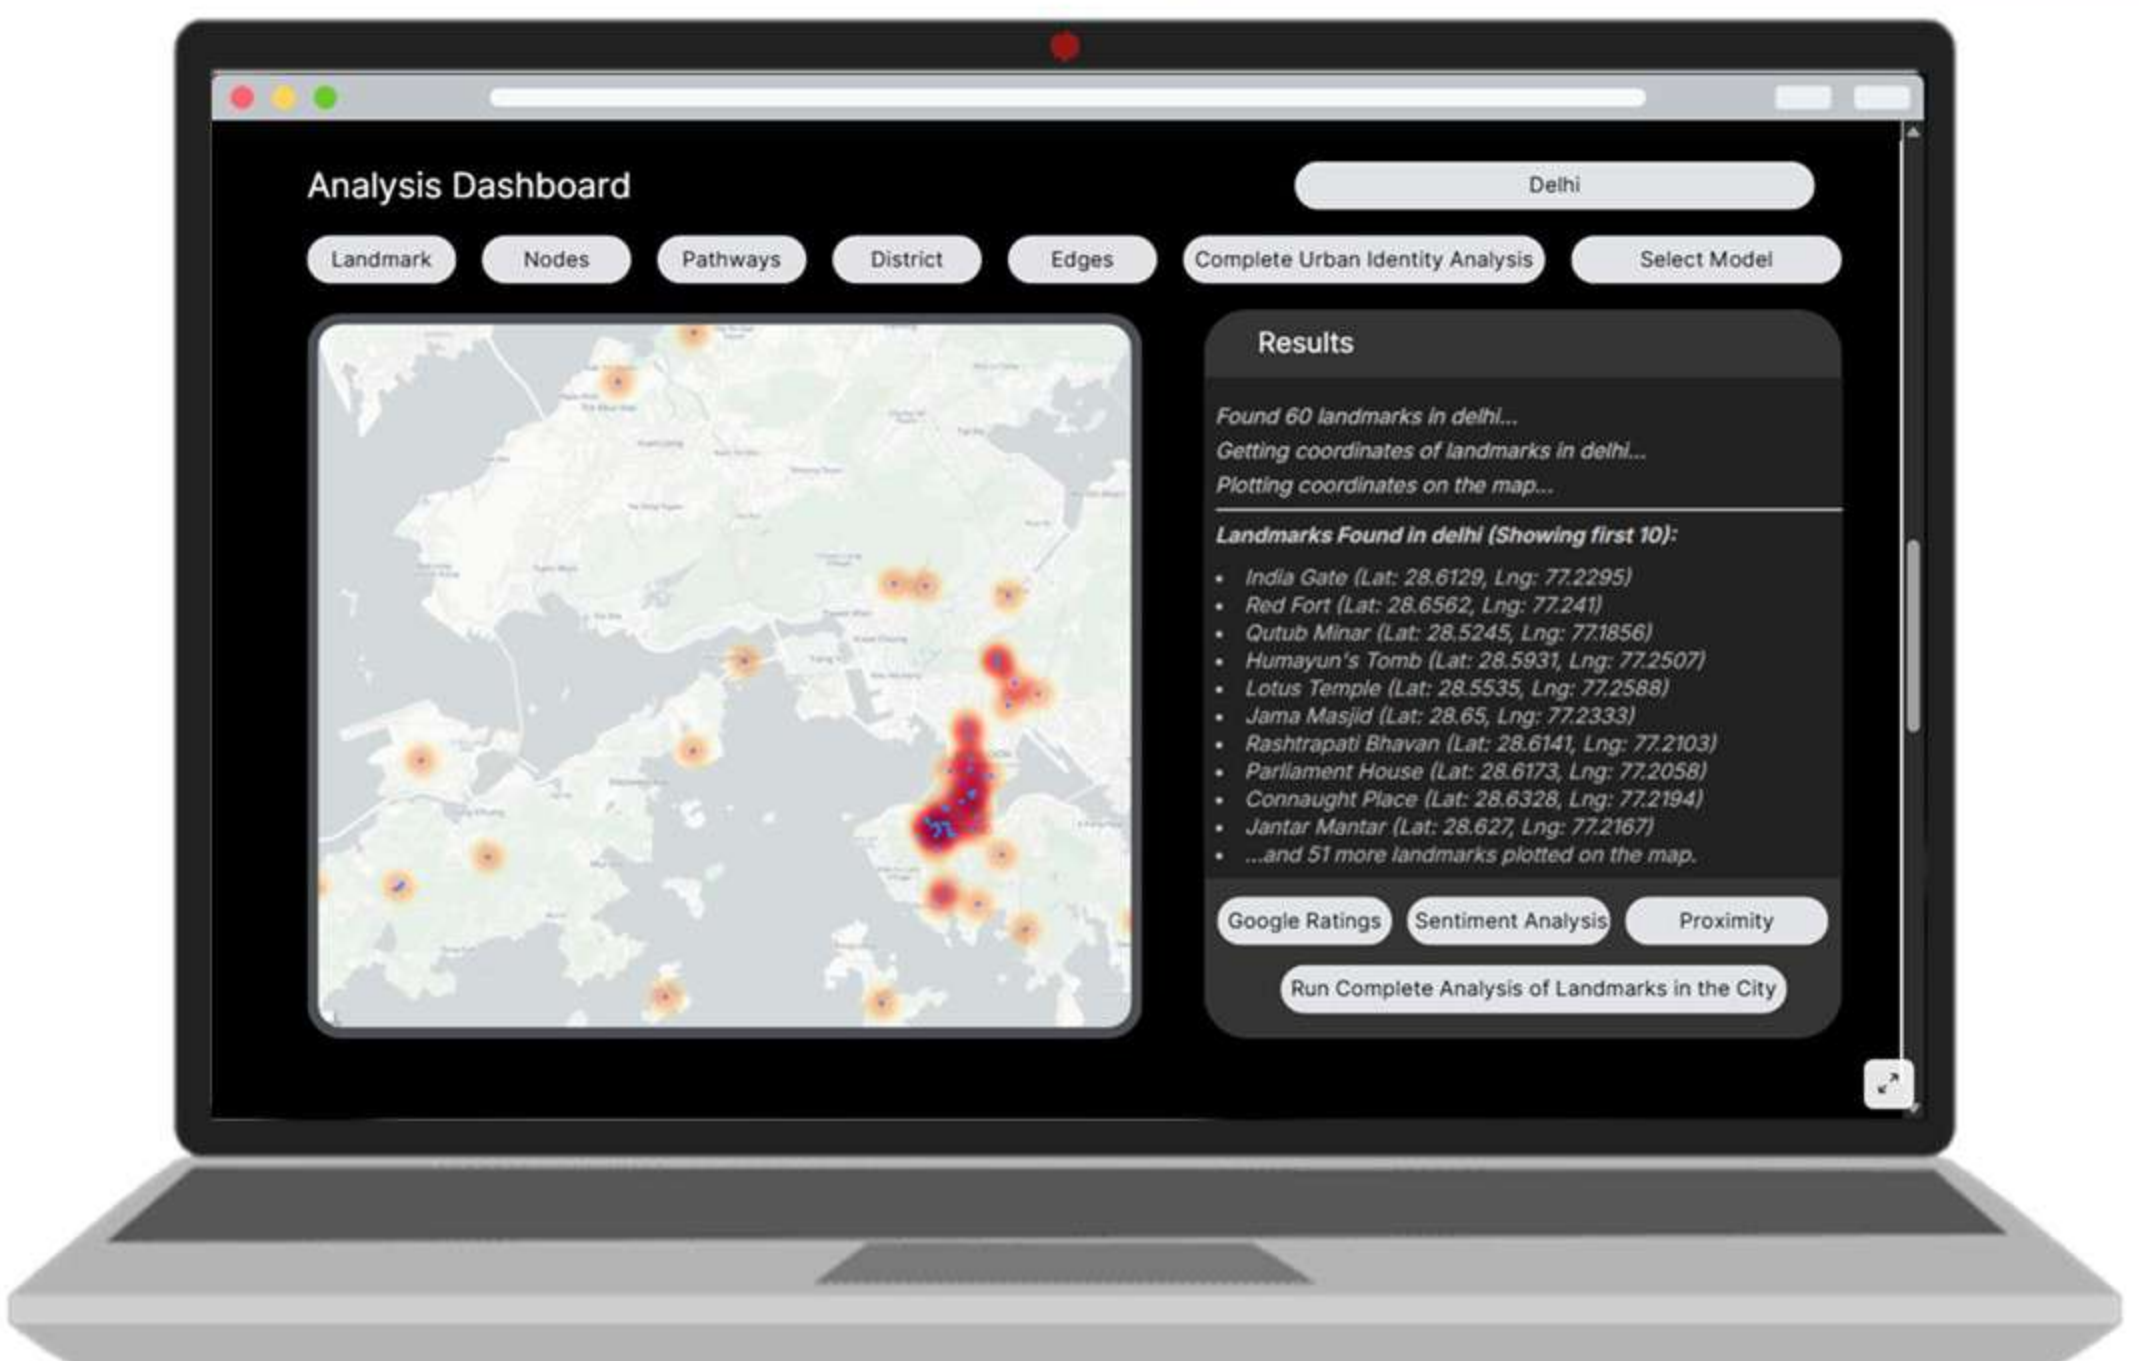 Analysis Dashboard
Delhi
Landmark
Nodes
Pathways
District
Edges
Complete Urban Identity Analysis
Select Model
Results
Found 60 landmarks in delhi...
Getting coordinates of landmarks in delhi...
Plotting coordinates on the map...
Landmarks Found in delhi (Showing first 10):
• India Gate (Lat: 28.6129, Lng: 77.2295)
• Red Fort (Lat: 28.6562, Lng: 77.241)
• Qutub Minar (Lat: 28.5245, Lng: 77.1856)
• Humayun's Tomb (Lat: 28.5931, Lng: 77.2507)
• Lotus Temple (Lat: 28.5535, Lng: 77.2588)
• Jama Masjid (Lat: 28.65, Lng: 77.2333)
• Rashtrapati Bhavan (Lat: 28.6141, Lng: 77.2103)
• Parliament House (Lat: 28.6173, Lng: 77.2058)
• Connaught Place (Lat: 28.6328, Lng: 77.2194)
• Jantar Mantar (Lat: 28.627, Lng: 77.2167)
• ...and 51 more landmarks plotted on the map.
Google Ratings
Sentiment Analysis
Proximity
Run Complete Analysis of Landmarks in the City